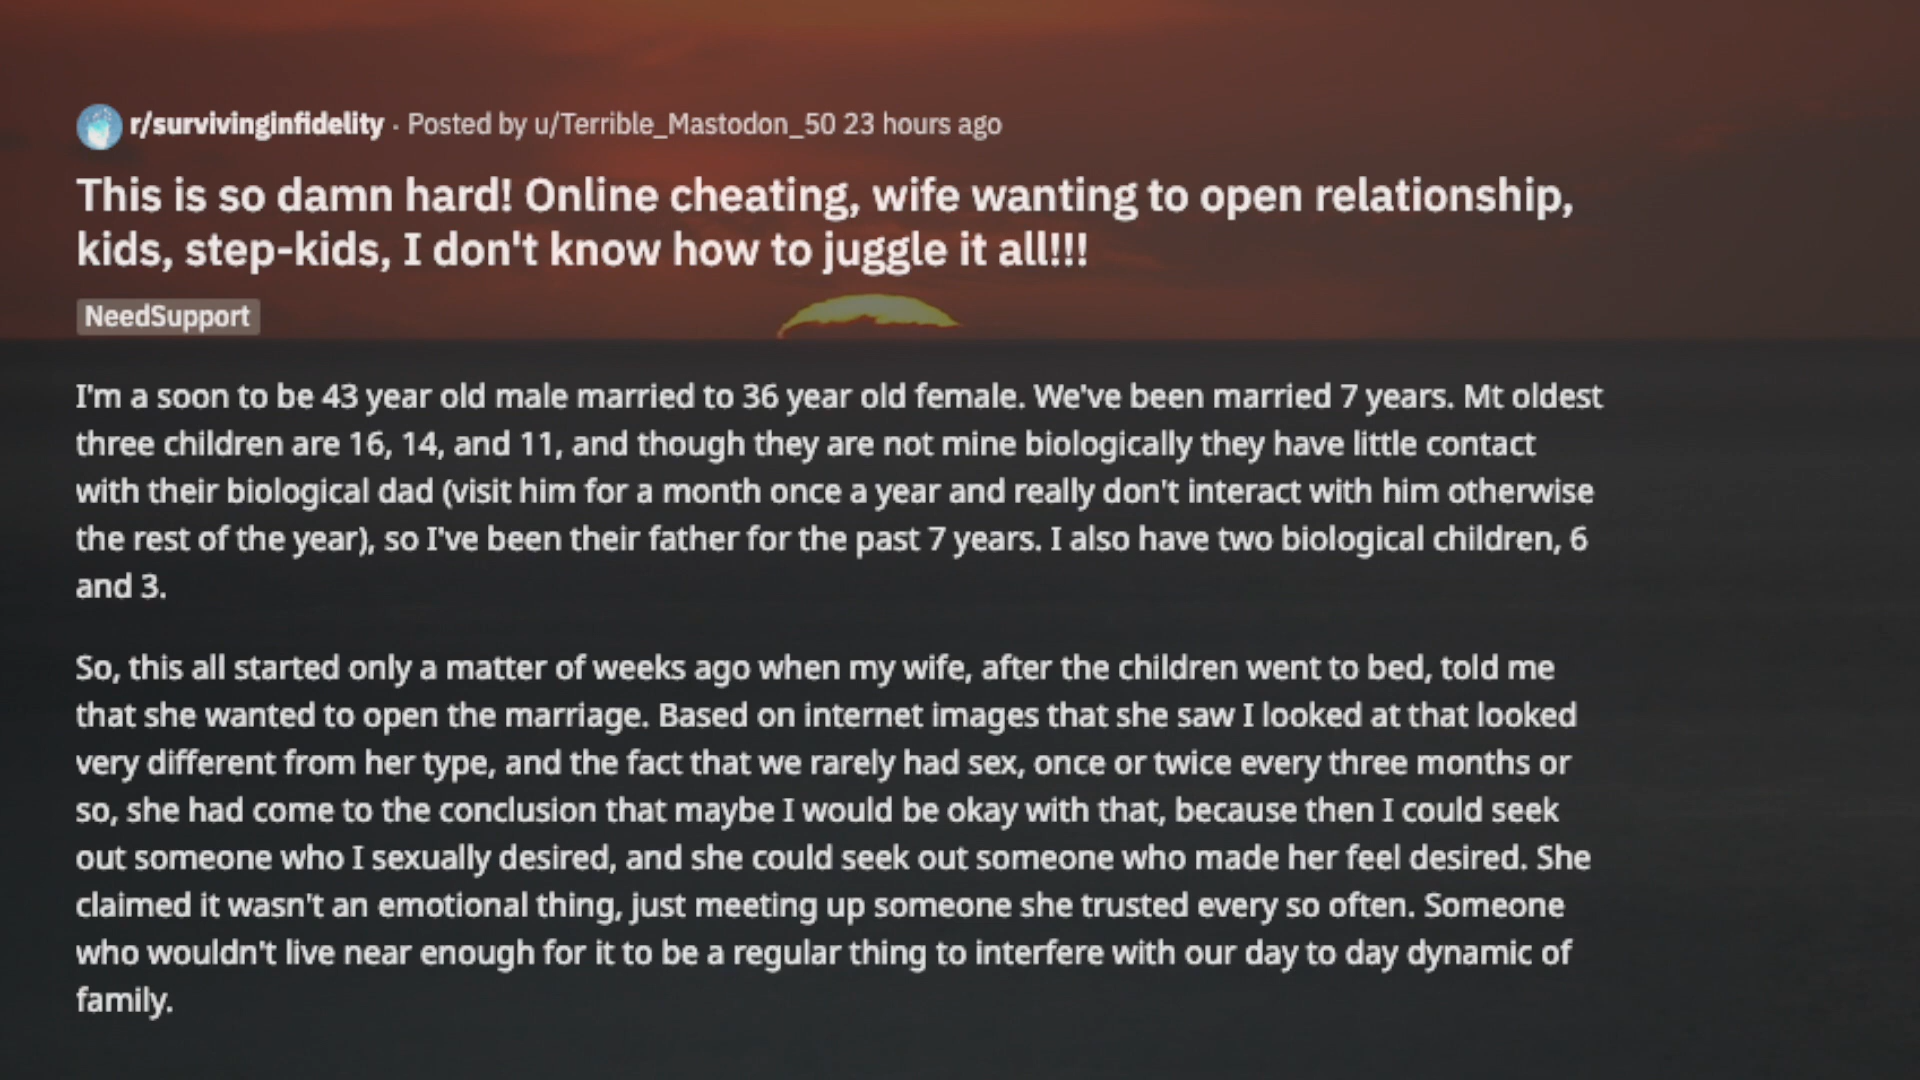 r/survivinginfidelity · Posted by u/Terrible_Mastodon_50 23 hours ago
This is so damn hard! Online cheating, wife wanting to open relationship,
kids, step-kids, I don't know how to juggle it all!!!
NeedSupport
I'm a soon to be 43 year old male married to 36 year old female. We've been married 7 years. Mt oldest
three children are 16, 14, and 11, and though they are not mine biologically they have little contact
with their biological dad (visit him for a month once a year and really don't interact with him otherwise
the rest of the year), so I've been their father for the past 7 years. I also have two biological children, 6
and 3.
So, this all started only a matter of weeks ago when my wife, after the children went to bed, told me
that she wanted to open the marriage. Based on internet images that she saw I looked at that looked
very different from her type, and the fact that we rarely had sex, once or twice every three months or
so, she had come to the conclusion that maybe I would be okay with that, because then I could seek
out someone who I sexually desired, and she could seek out someone who made her feel desired. She
claimed it wasn't an emotional thing, just meeting up someone she trusted every so often. Someone
who wouldn't live near enough for it to be a regular thing to interfere with our day to day dynamic of
family.